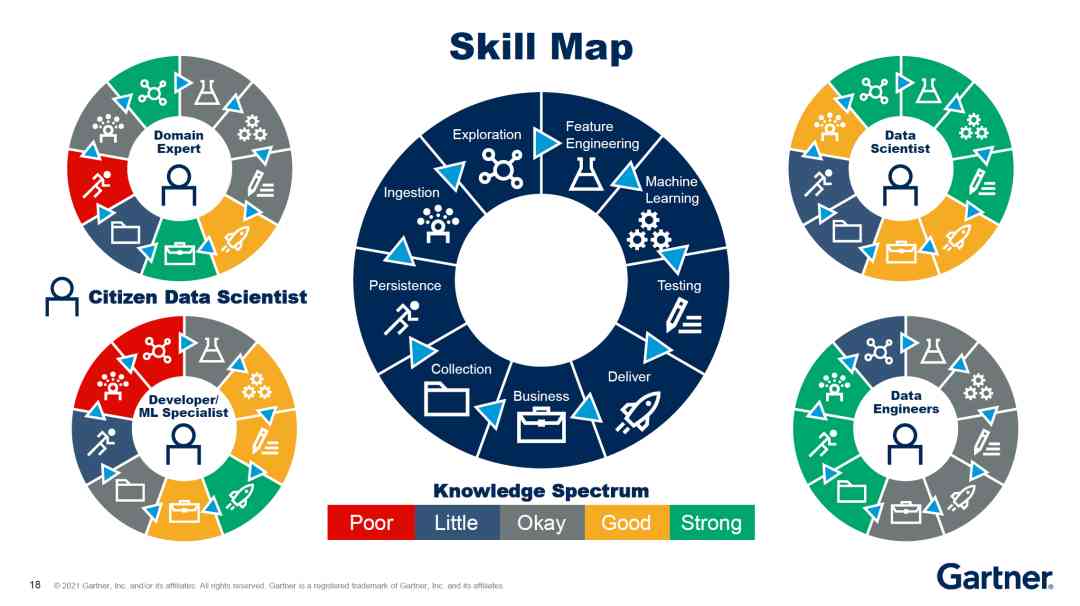 Skill Map
Domain
Expert
Citizen Data Scientist
Developer/
ML Specialist
Exploration
Feature
Engineering
Ingestion
Machine
Learning
Persistence
Testing
Collection
Deliver
Business
Data
Scientist
Data
Engineers
Knowledge Spectrum
Poor Little Okay Good Strong
18 © 2021 Gartner, Inc. and/or its affiliates. All rights reserved. Gartner is a registered trademark of Gartner, Inc. and its affiliates.
Gartner®